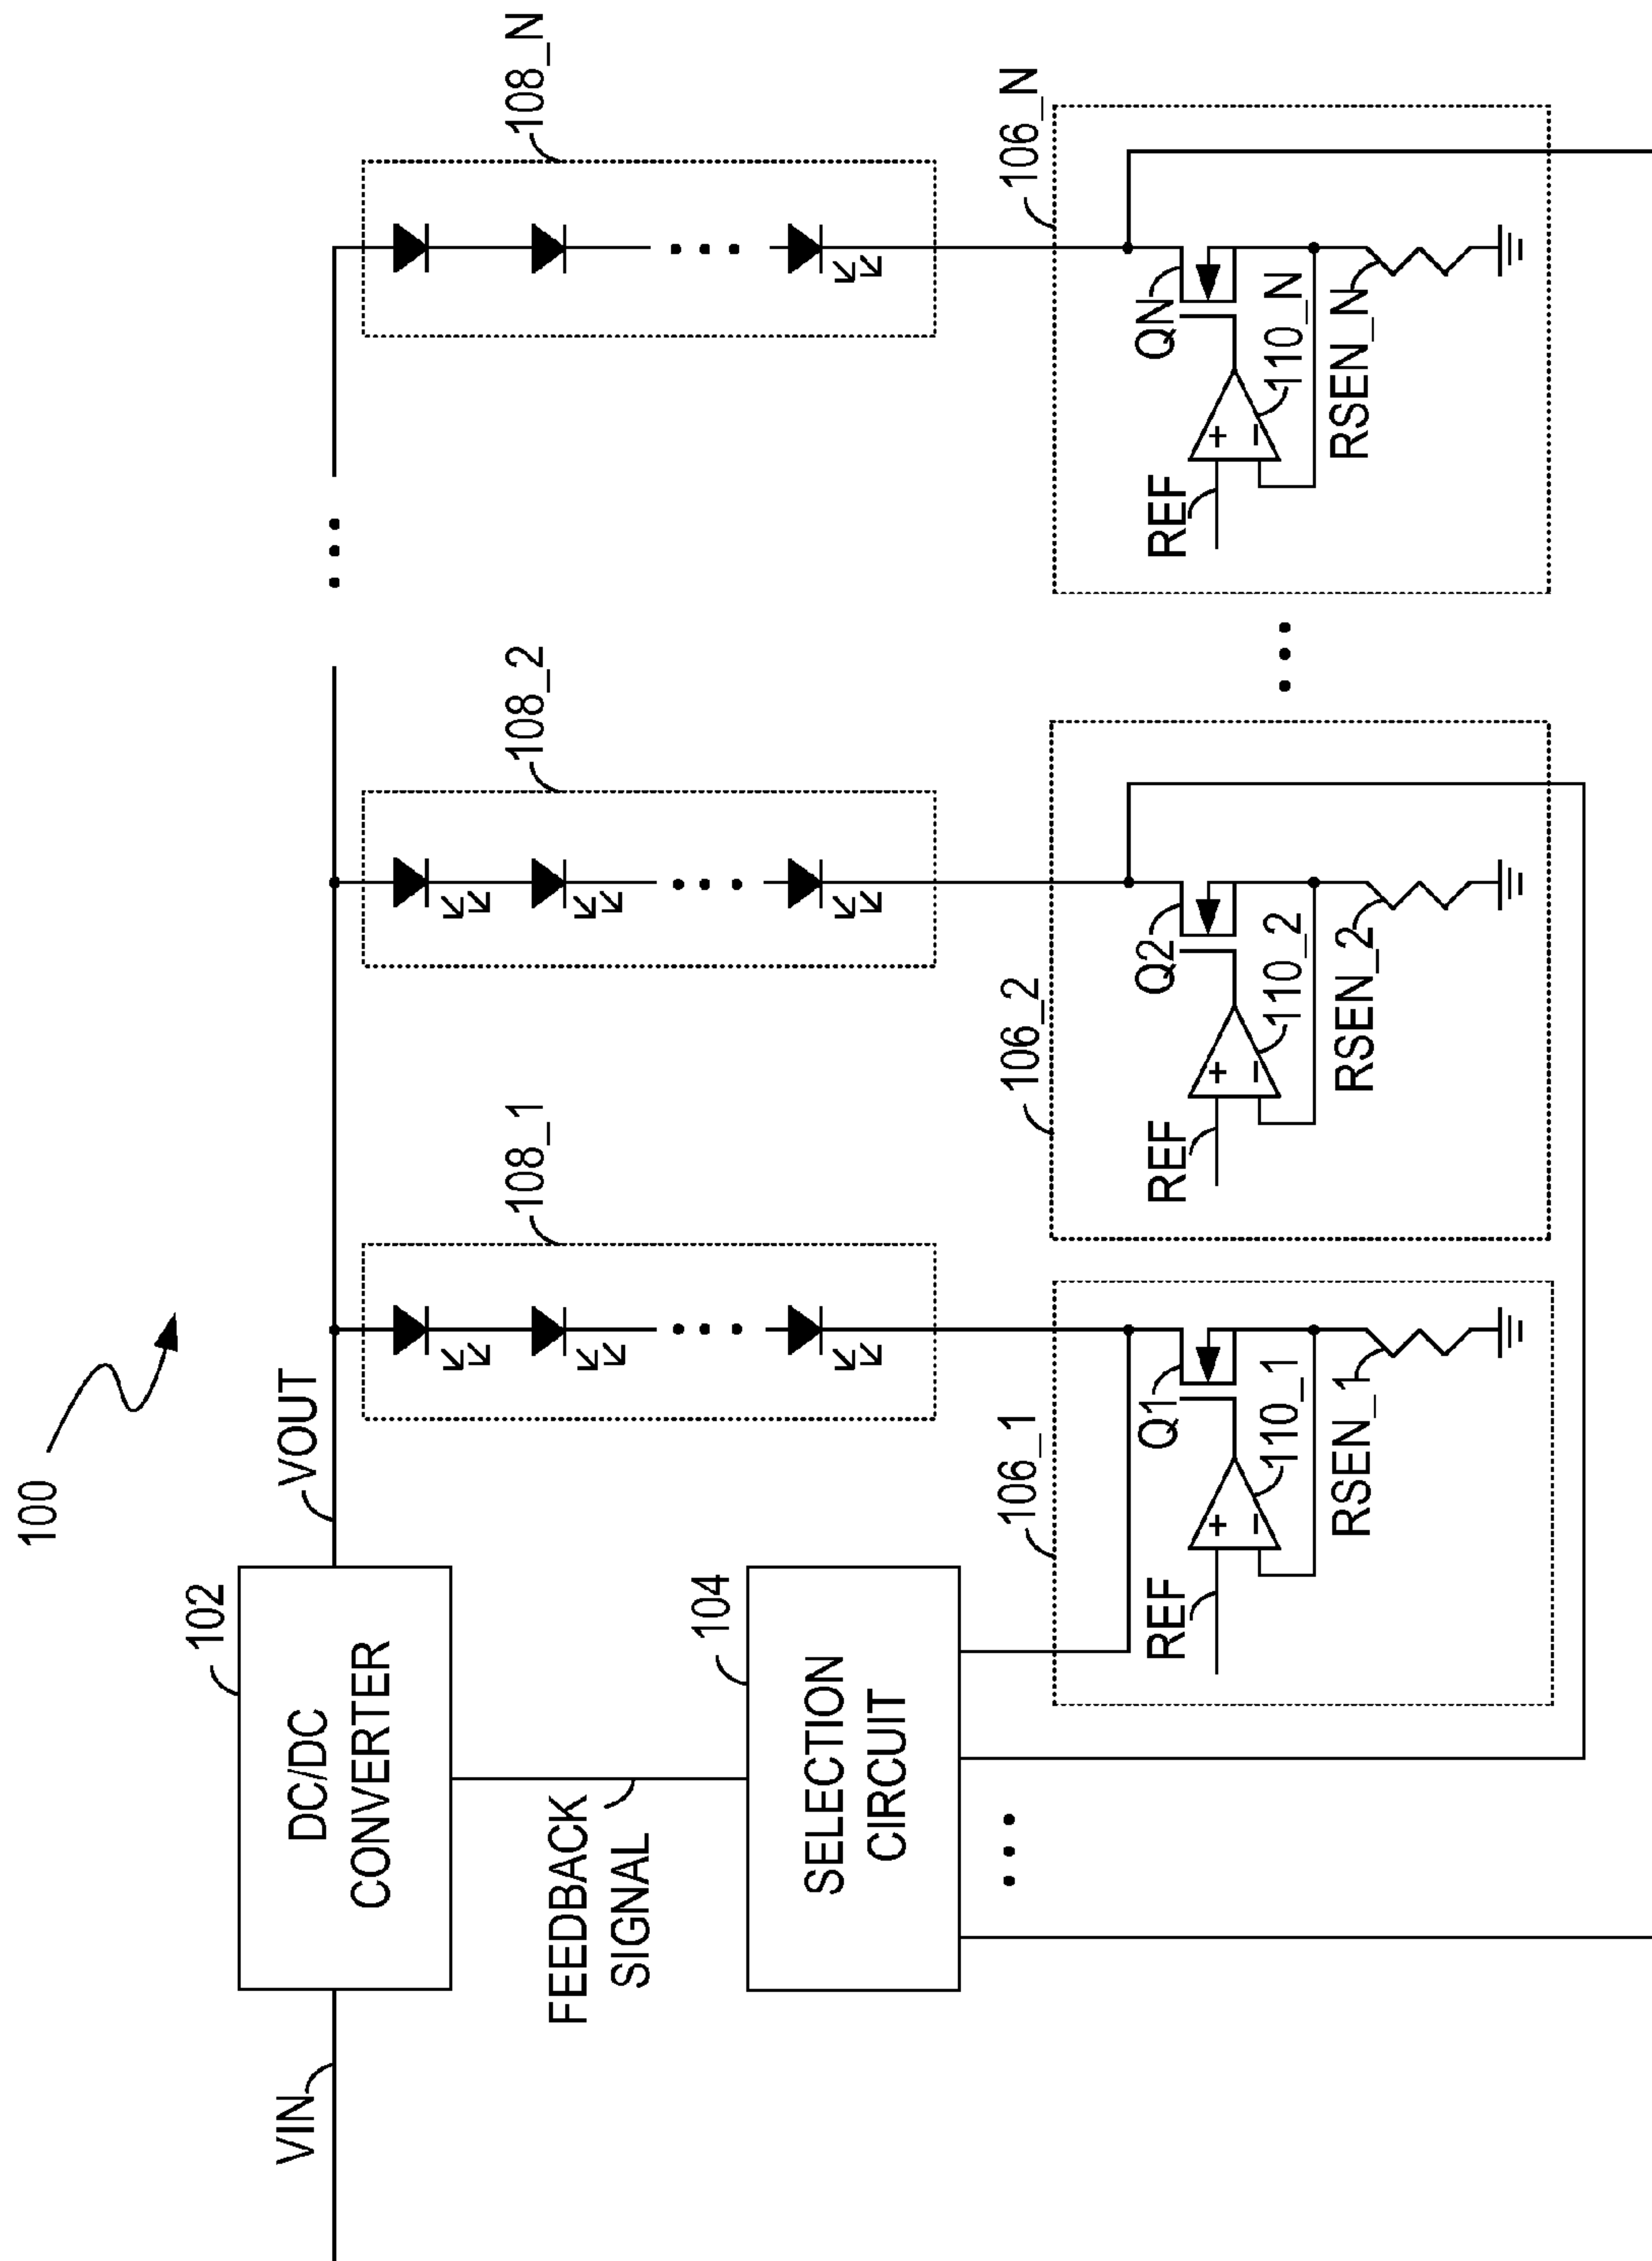 100
VIN
102
DC/DC
CONVERTER
VOUT
FEEDBACK
SIGNAL
104
SELECTION
CIRCUIT
108_1
108_2
108_N
106_1
REF
+
−
Q1
110_1
RSEN_1
106_2
REF
+
−
Q2
110_2
RSEN_2
106_N
REF
+
−
QN
110_N
RSEN_N